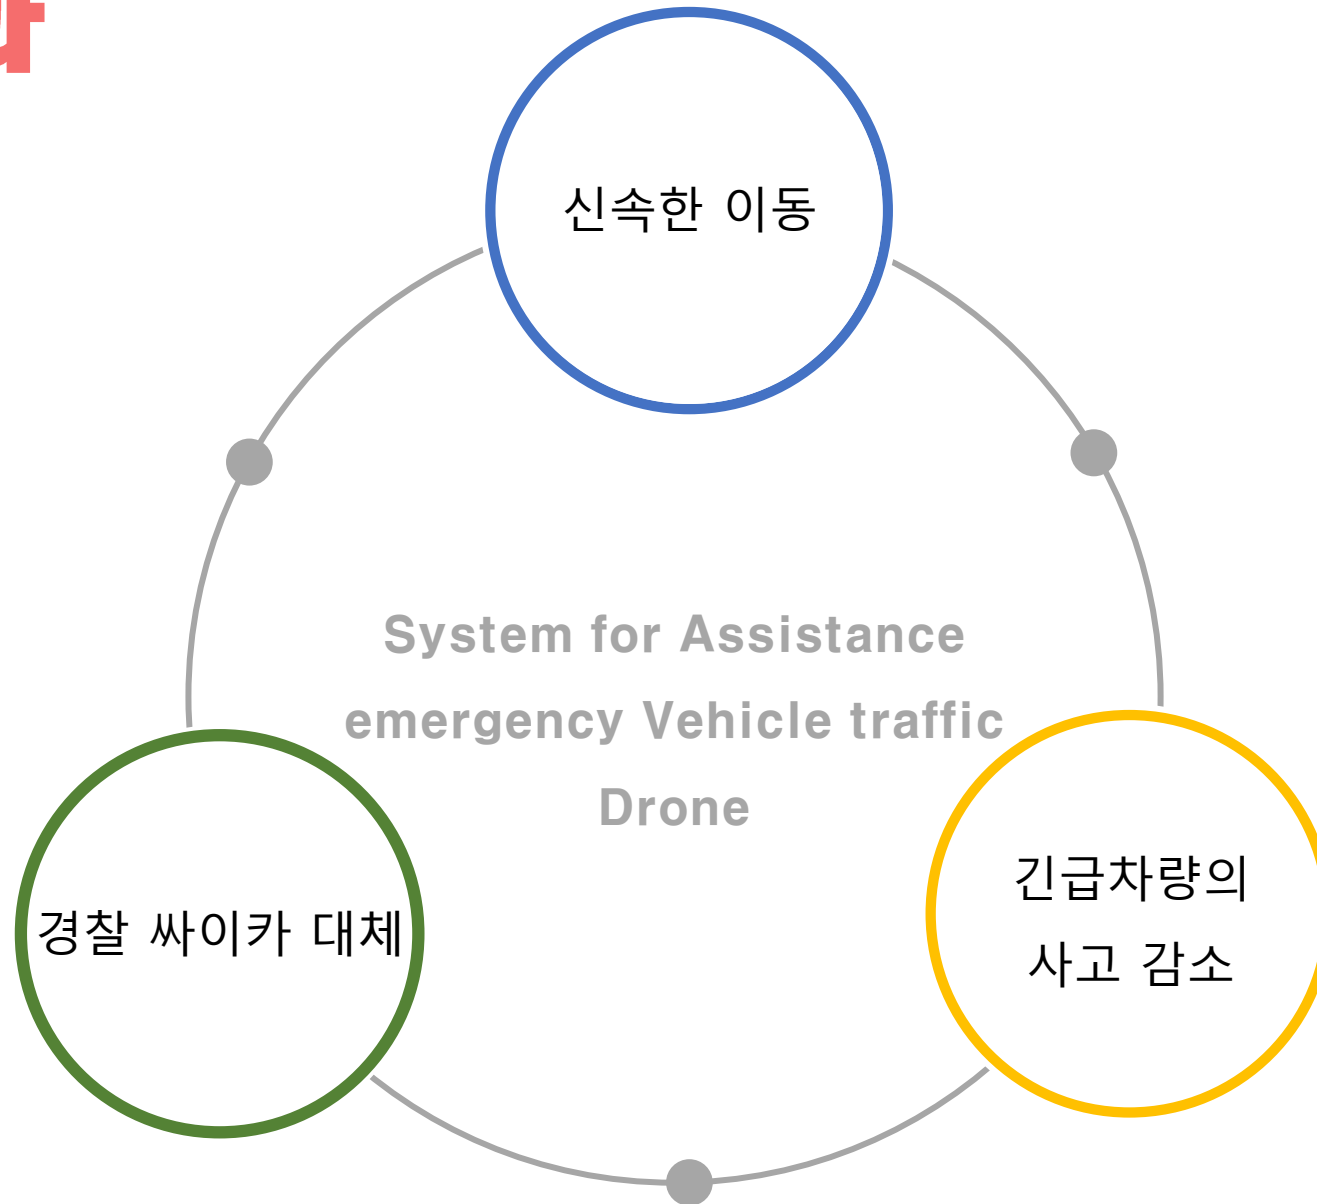 신속한 이동
System for Assistance
emergency Vehicle traffic
Drone
경찰 싸이카 대체
긴급차량의
사고 감소